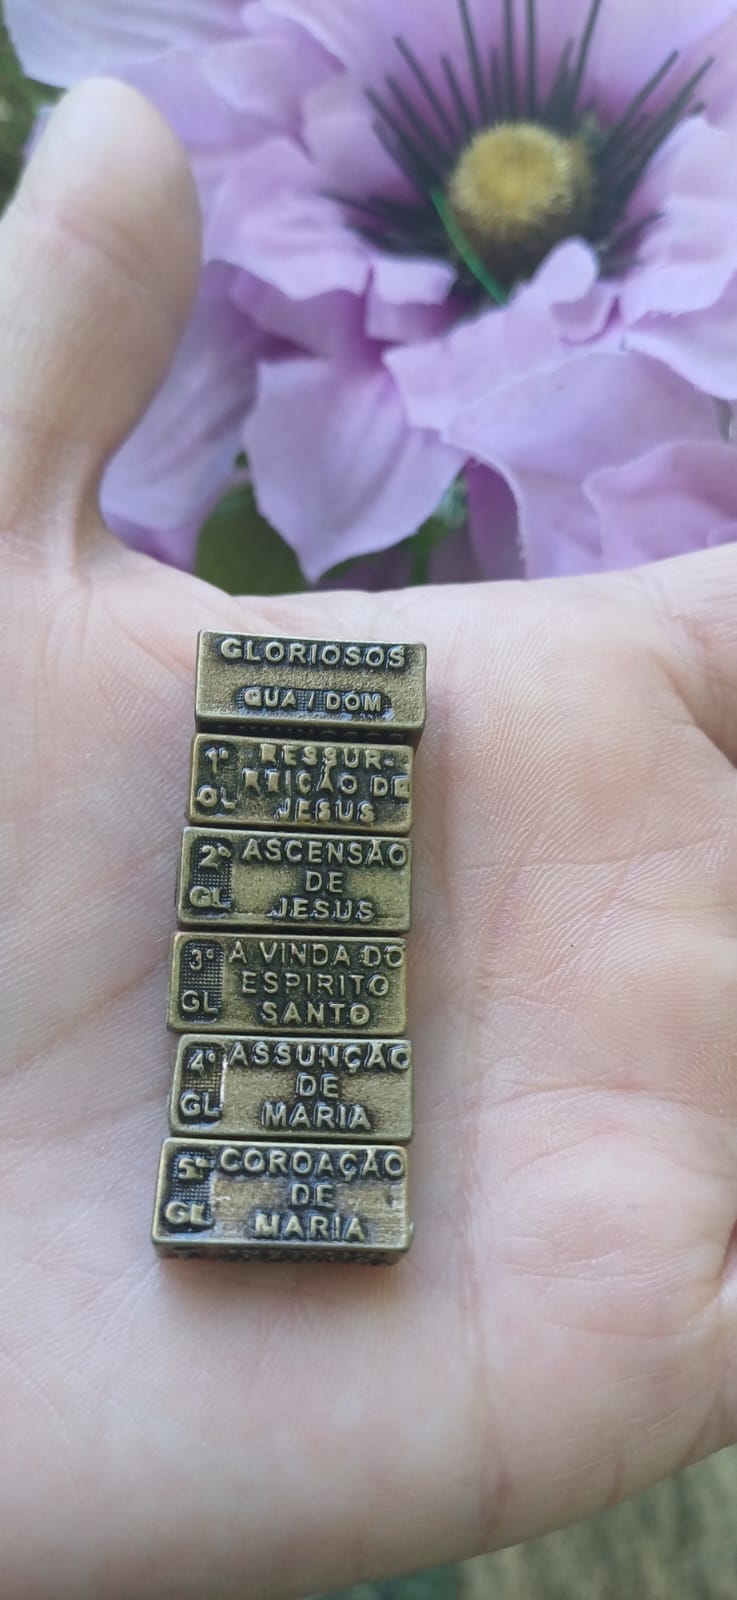 GLORIOSOS
QUA / DOM
1º RESSUR-
REIÇÃO DE
GL JESUS
2º ASCENSÃO
DE
GL JESUS
3º A VINDA DO
ESPIRITO
GL SANTO
4º ASSUNÇÃO
DE
GL MARIA
5º COROAÇÃO
DE
GL MARIA